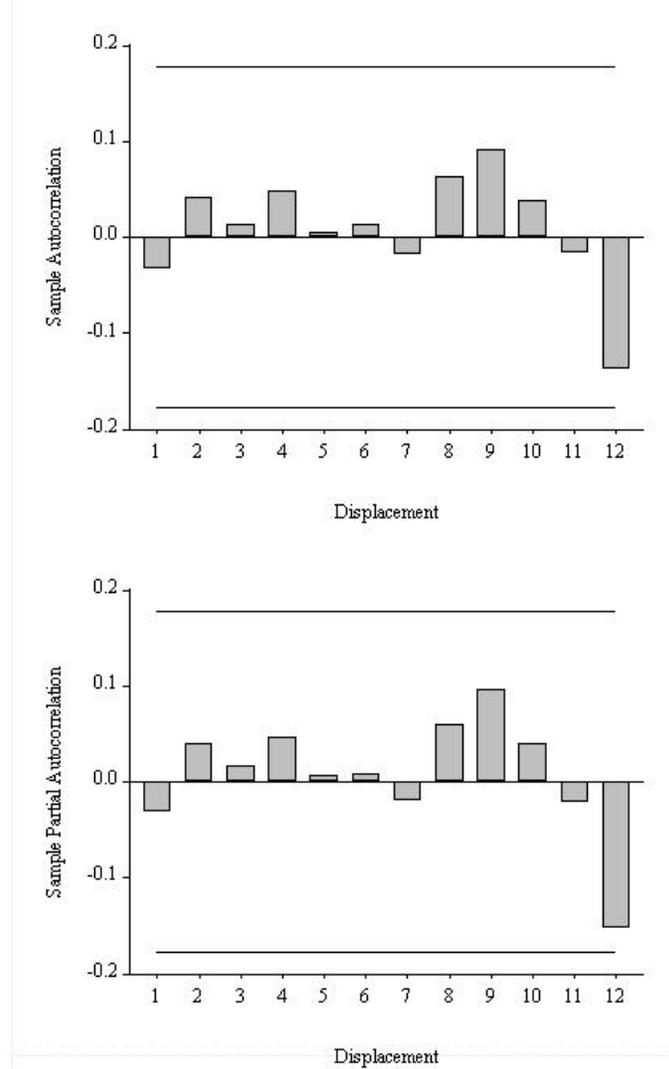 0.2
0.1
0.0
-0.1
-0.2
Sample Autocorrelation
1 2 3 4 5 6 7 8 9 10 11 12
Displacement
0.2
0.1
0.0
-0.1
-0.2
Sample Partial Autocorrelation
1 2 3 4 5 6 7 8 9 10 11 12
Displacement